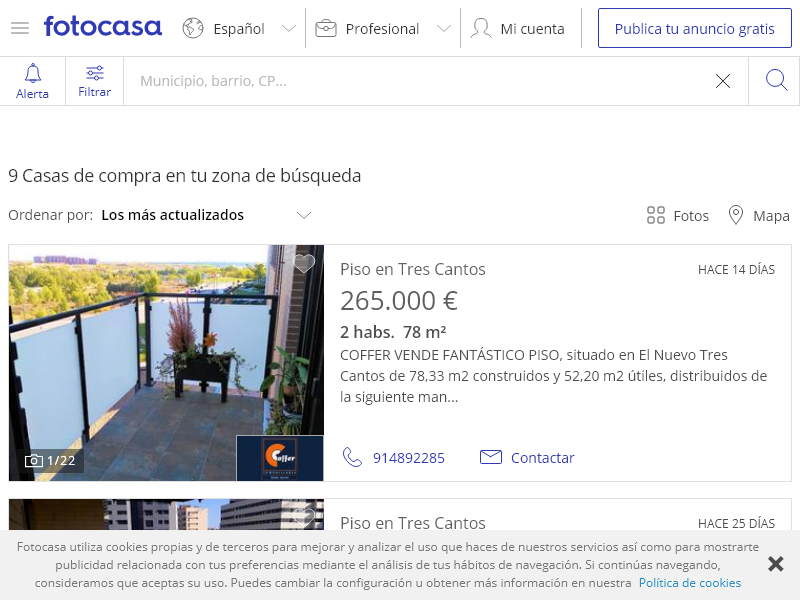 fotocasa
Español
Profesional
Mi cuenta
Publica tu anuncio gratis
Alerta
Filtrar
Municipio, barrio, CP...
9 Casas de compra en tu zona de búsqueda
Ordenar por: Los más actualizados
Fotos
Mapa
Piso en Tres Cantos
HACE 14 DÍAS
265.000 €
2 habs. 78 m²
COFFER VENDE FANTÁSTICO PISO, situado en El Nuevo Tres
Cantos de 78,33 m2 construidos y 52,20 m2 útiles, distribuidos de
la siguiente man...
1/22
Coffer
914892285
Contactar
Piso en Tres Cantos
HACE 25 DÍAS
Fotocasa utiliza cookies propias y de terceros para mejorar y analizar el uso que haces de nuestros servicios así como para mostrarte
publicidad relacionada con tus preferencias mediante el análisis de tus hábitos de navegación. Si continúas navegando,
consideramos que aceptas su uso. Puedes cambiar la configuración u obtener más información en nuestra Política de cookies